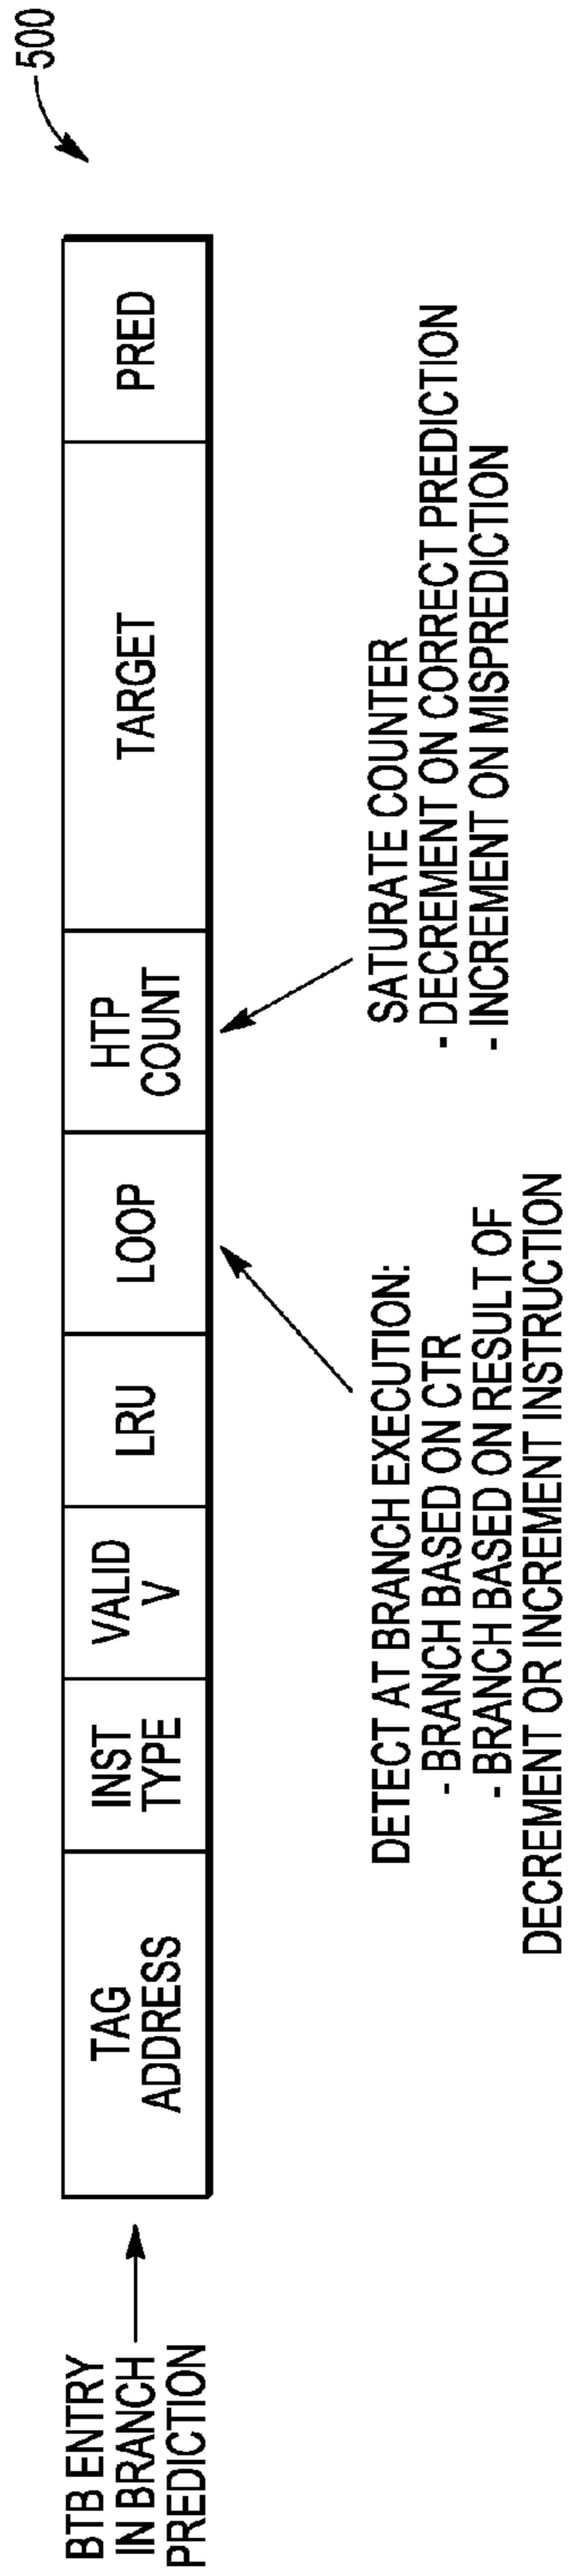 500
BTB ENTRY
IN BRANCH
PREDICTION
TAG
ADDRESS
INST
TYPE
VALID
V
LRU
LOOP
HTP
COUNT
TARGET
PRED
DETECT AT BRANCH EXECUTION:
- BRANCH BASED ON CTR
- BRANCH BASED ON RESULT OF
DECREMENT OR INCREMENT INSTRUCTION
SATURATE COUNTER
- DECREMENT ON CORRECT PREDICTION
- INCREMENT ON MISPREDICTION